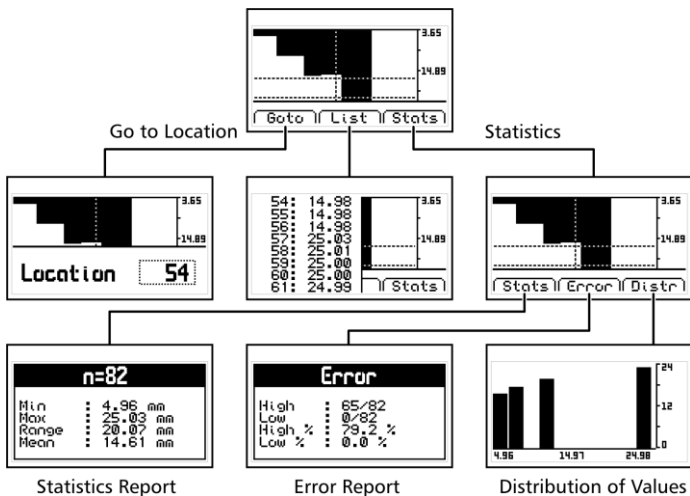 3.65
14.89
Goto List Stats
Go to Location
Statistics
3.65
14.89
Location 54
54: 14.98
55: 14.98
56: 14.98
57: 25.03
58: 25.01
59: 25.00
60: 25.00
61: 24.99
Stats
3.65
14.89
Stats Error Distr
n=82
Min : 4.96 mm
Max : 25.03 mm
Range : 20.07 mm
Mean : 14.61 mm
Error
High : 65/82
Low : 0/82
High % : 79.2 %
Low % : 0.0 %
24
12
0
4.96 14.97 24.98
Statistics Report
Error Report
Distribution of Values